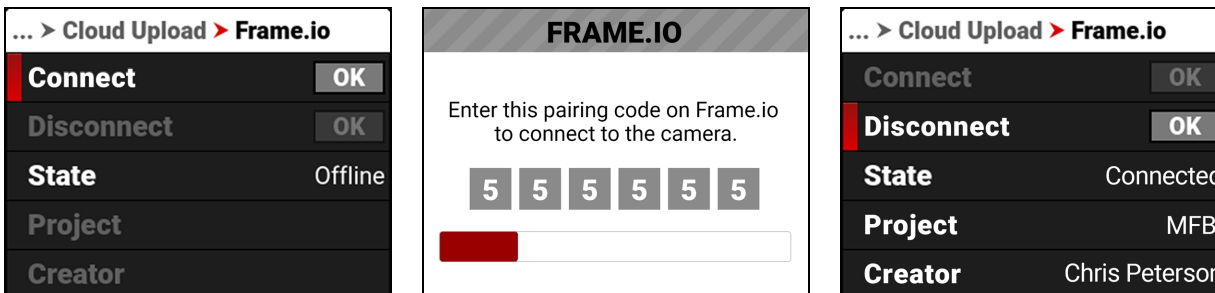 ... > Cloud Upload > Frame.io
Connect OK
Disconnect OK
State Offline
Project
Creator
FRAME.IO
Enter this pairing code on Frame.io
to connect to the camera.
5 5 5 5 5 5
... > Cloud Upload > Frame.io
Connect OK
Disconnect OK
State Connected
Project MFB
Creator Chris Peterson